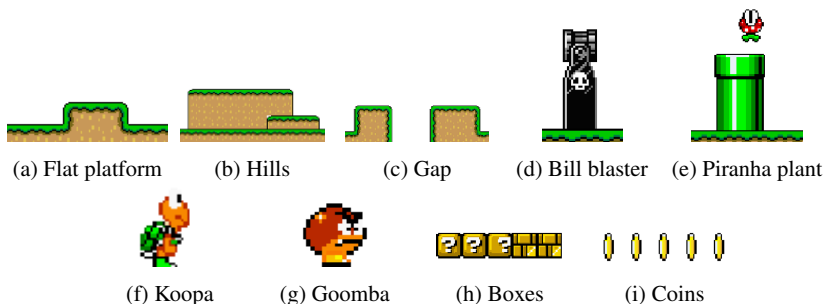 (a) Flat platform (b) Hills (c) Gap (d) Bill blaster (e) Piranha plant
? ? ?
(f) Koopa (g) Goomba (h) Boxes (i) Coins